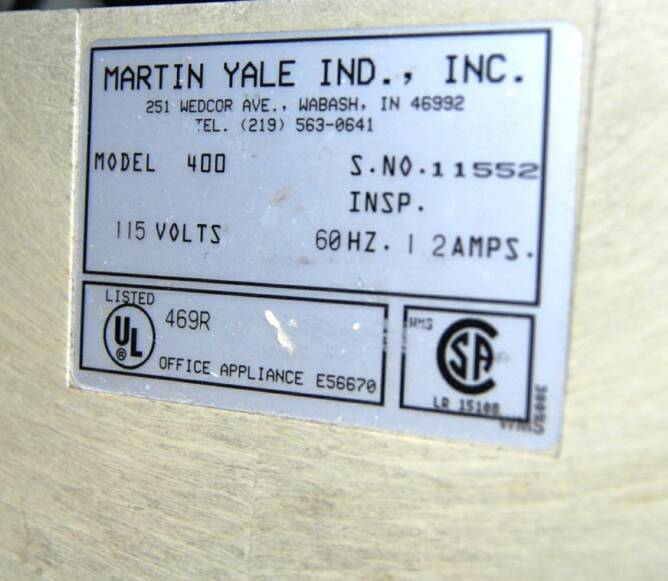 MARTIN YALE IND., INC.
251 WEDCOR AVE., WABASH, IN 46992
TEL. (219) 563-0641
MODEL 400 S.NO.11552
INSP.
115 VOLTS 60HZ. 1 2AMPS.
LISTED
UL
®
469R
OFFICE APPLIANCE E56670
SA
LR 15108